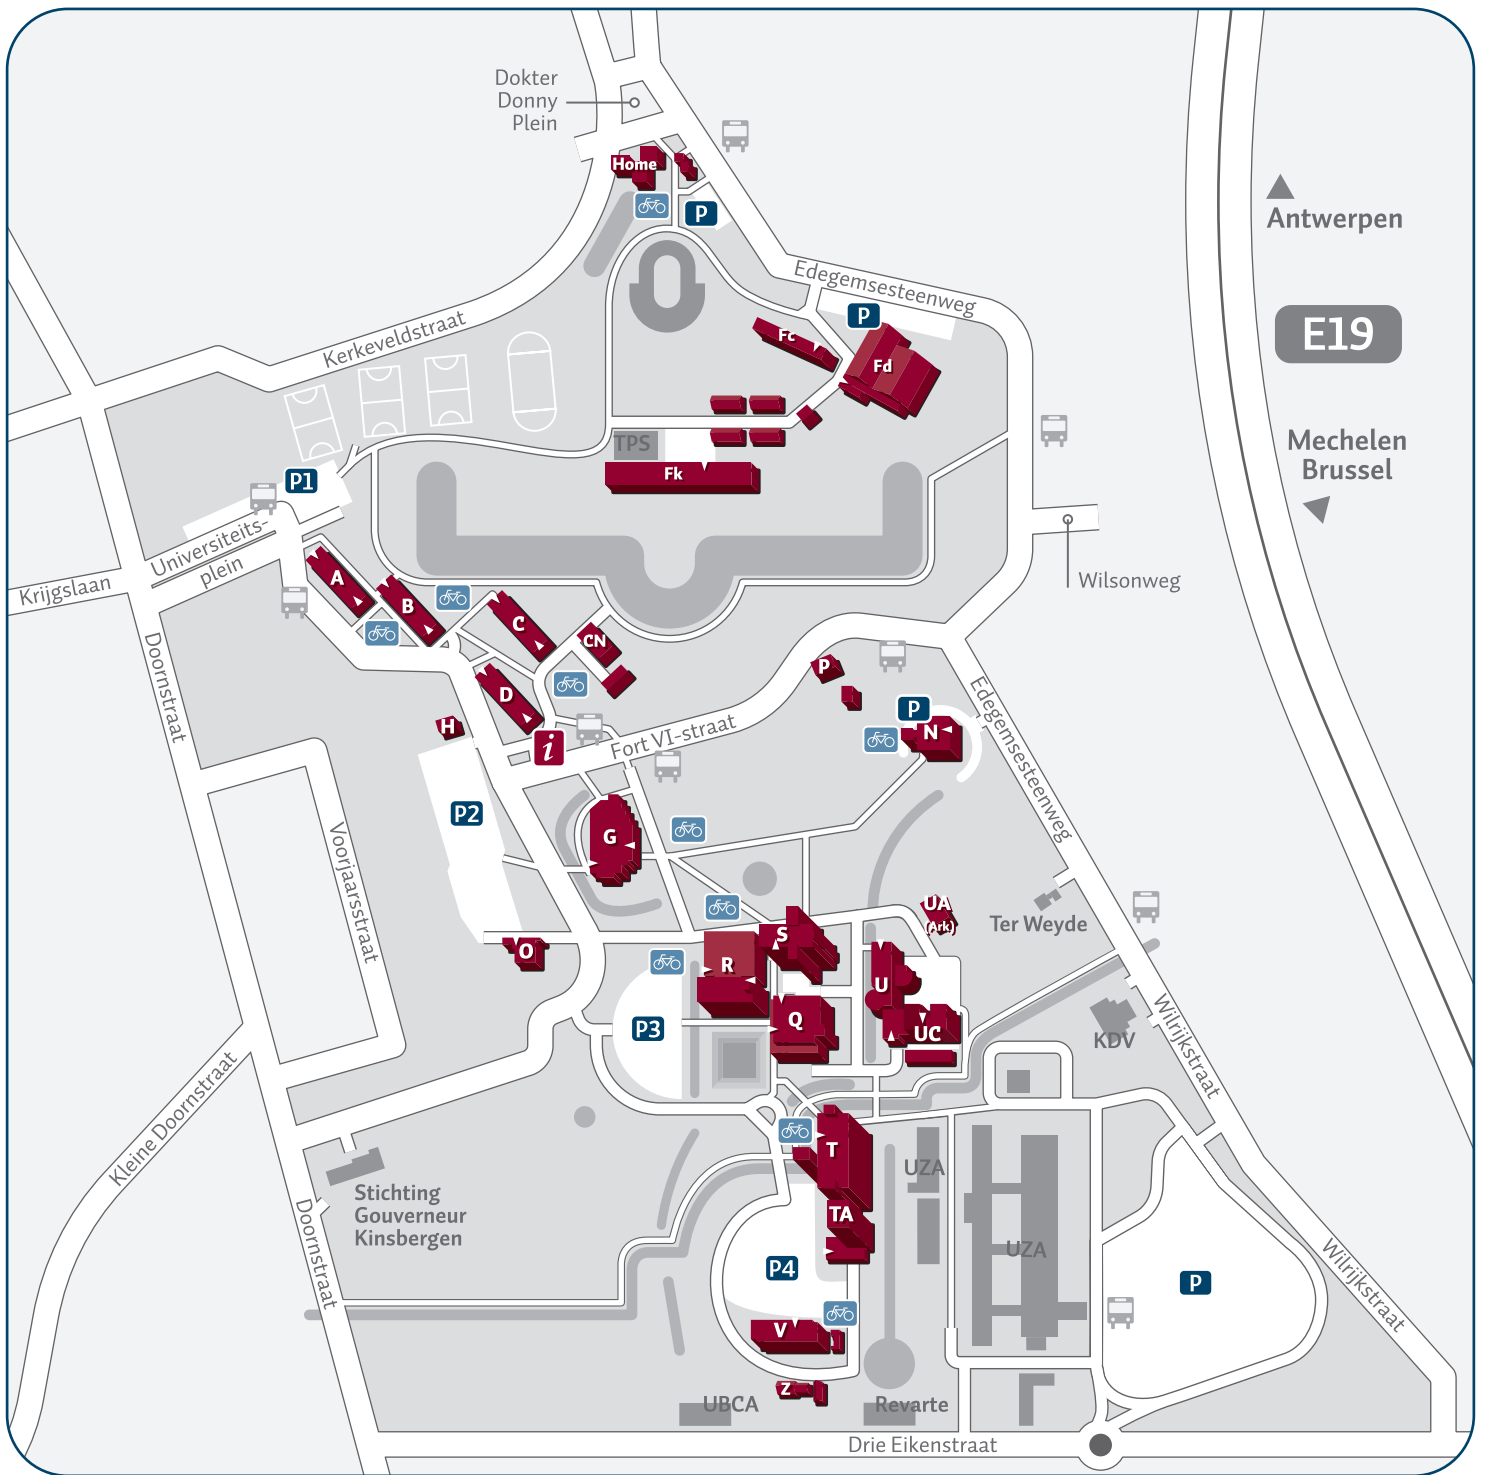 Dokter
Donny
Plein
Home
P
Antwerpen
Edegemsesteenweg
P
Fc
Fd
E19
Kerkeveldstraat
TPS
Fk
Mechelen
Brussel
P1
Universiteits-
plein
Krijgslaan
Wilsonweg
A
B
C
CN
D
H
i
Fort VI-straat
P
P
N
Edegemsesteenweg
Doornstraat
P2
G
Voorjaarsstraat
UA
(Ark)
Ter Weyde
O
S
R
U
Q
UC
P3
KDV
Wilrijkstraat
Kleine Doornstraat
T
UZA
Stichting
Gouverneur
Kinsbergen
Doornstraat
TA
UZA
P4
P
Wilrijkstraat
V
Z
UBCA
Revarte
Drie Eikenstraat